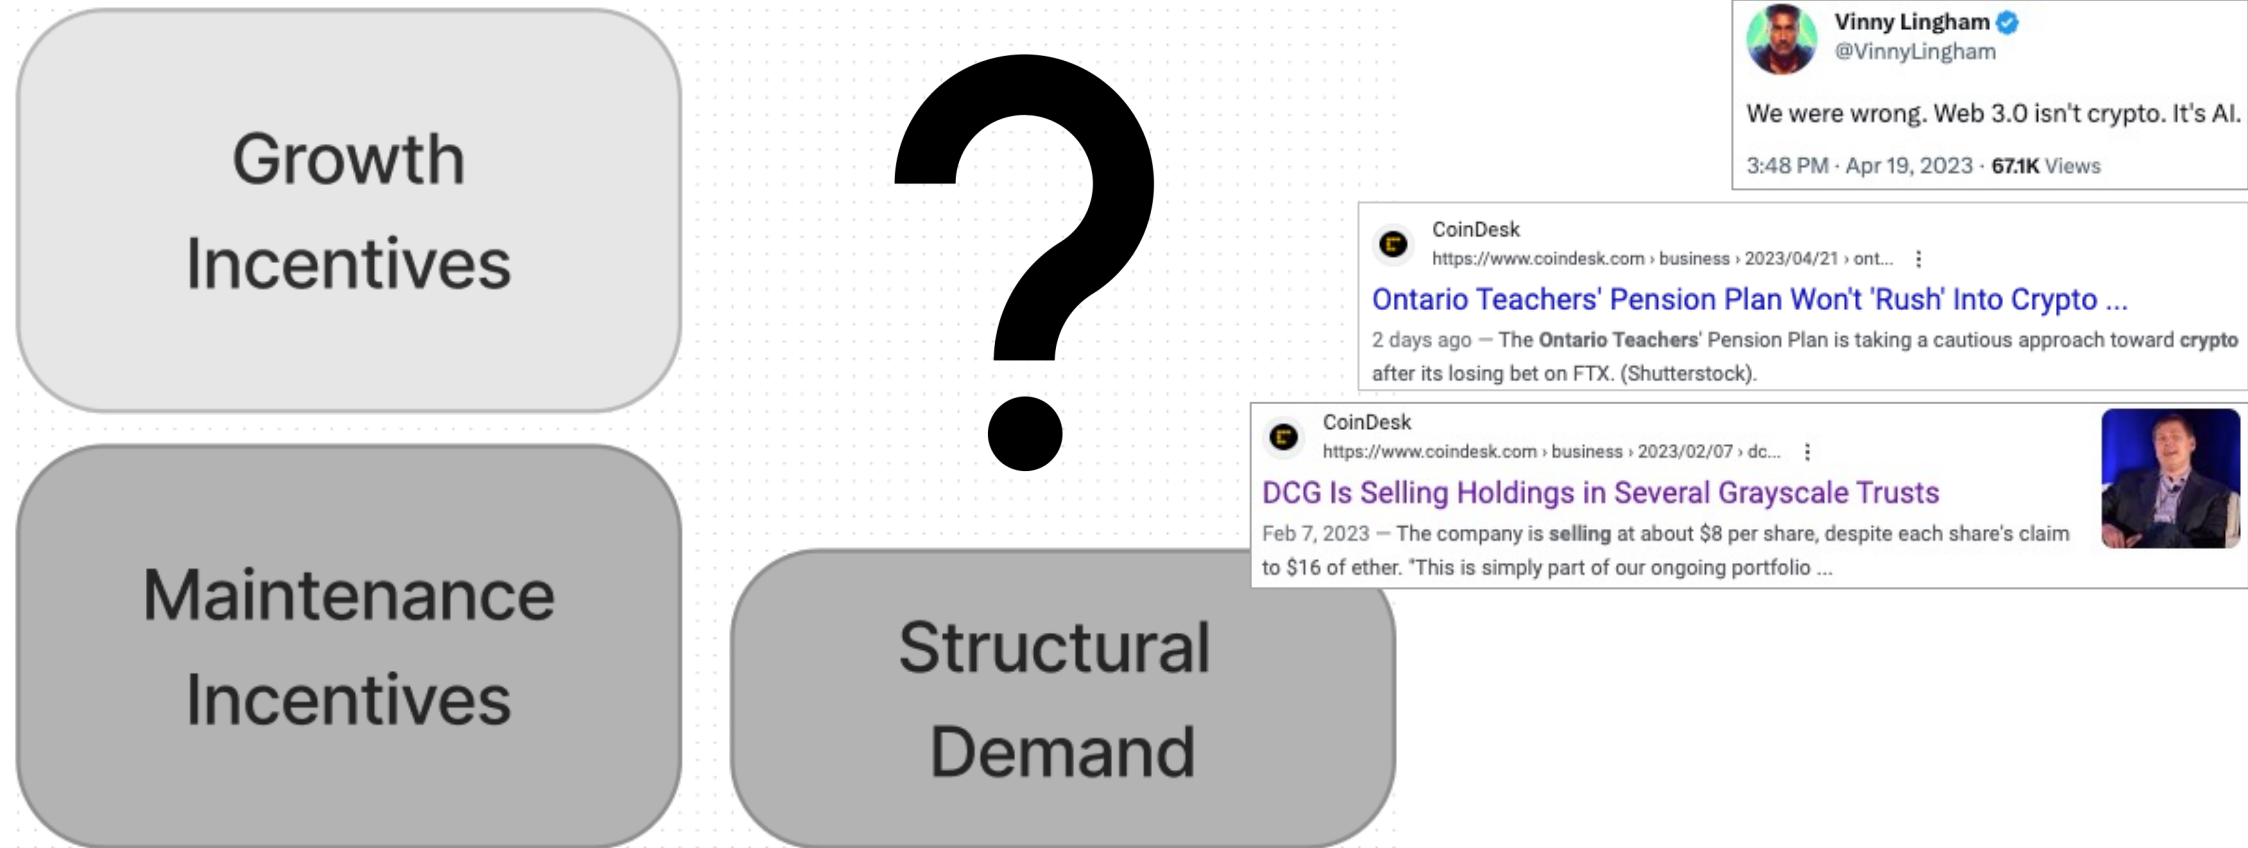 Growth
Incentives
Maintenance
Incentives
?
Structural
Demand
Vinny Lingham
@VinnyLingham
We were wrong. Web 3.0 isn't crypto. It's AI.
3:48 PM · Apr 19, 2023 · 67.1K Views
CoinDesk
https://www.coindesk.com › business › 2023/04/21 › ont...
Ontario Teachers' Pension Plan Won't 'Rush' Into Crypto ...
2 days ago — The Ontario Teachers' Pension Plan is taking a cautious approach toward crypto
after its losing bet on FTX. (Shutterstock).
CoinDesk
https://www.coindesk.com › business › 2023/02/07 › dc...
DCG Is Selling Holdings in Several Grayscale Trusts
Feb 7, 2023 — The company is selling at about $8 per share, despite each share's claim
to $16 of ether. "This is simply part of our ongoing portfolio ...